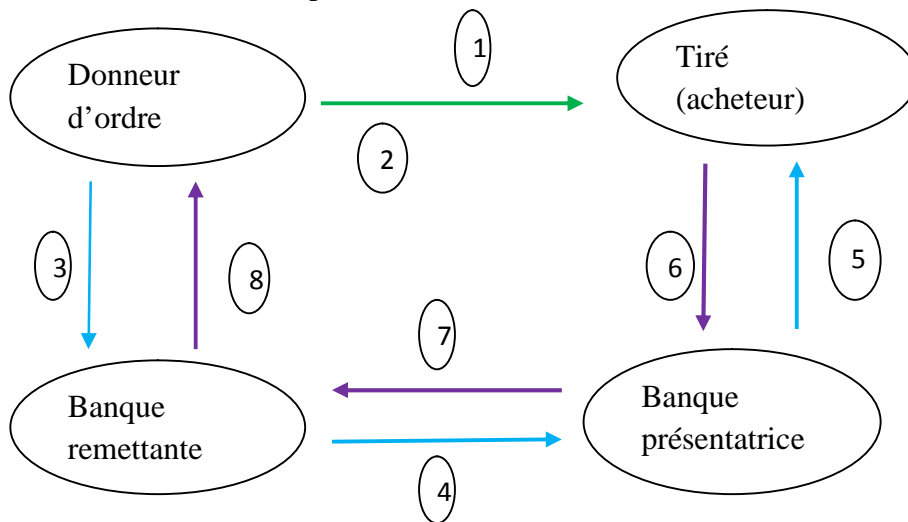 1
Donneur
d’ordre
Tiré
(acheteur)
2
3
8
6
5
7
Banque
remettante
Banque
présentatrice
4